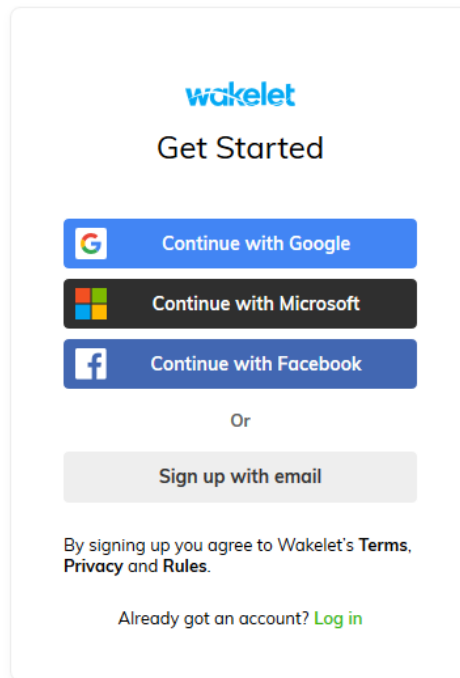 wakelet
Get Started
Continue with Google
Continue with Microsoft
Continue with Facebook
Or
Sign up with email
By signing up you agree to Wakelet's Terms,
Privacy and Rules.
Already got an account? Log in